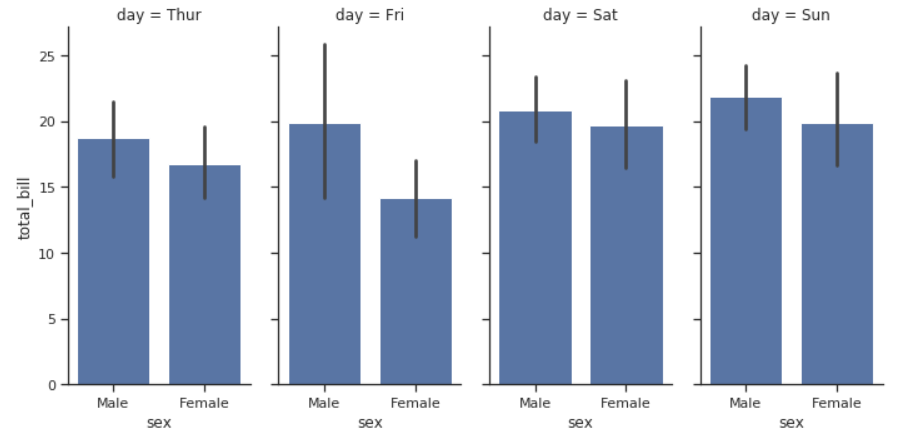 day = Thur
day = Fri
day = Sat
day = Sun
total_bill
25
20
15
10
5
0
Male Female
Male Female
Male Female
Male Female
sex
sex
sex
sex